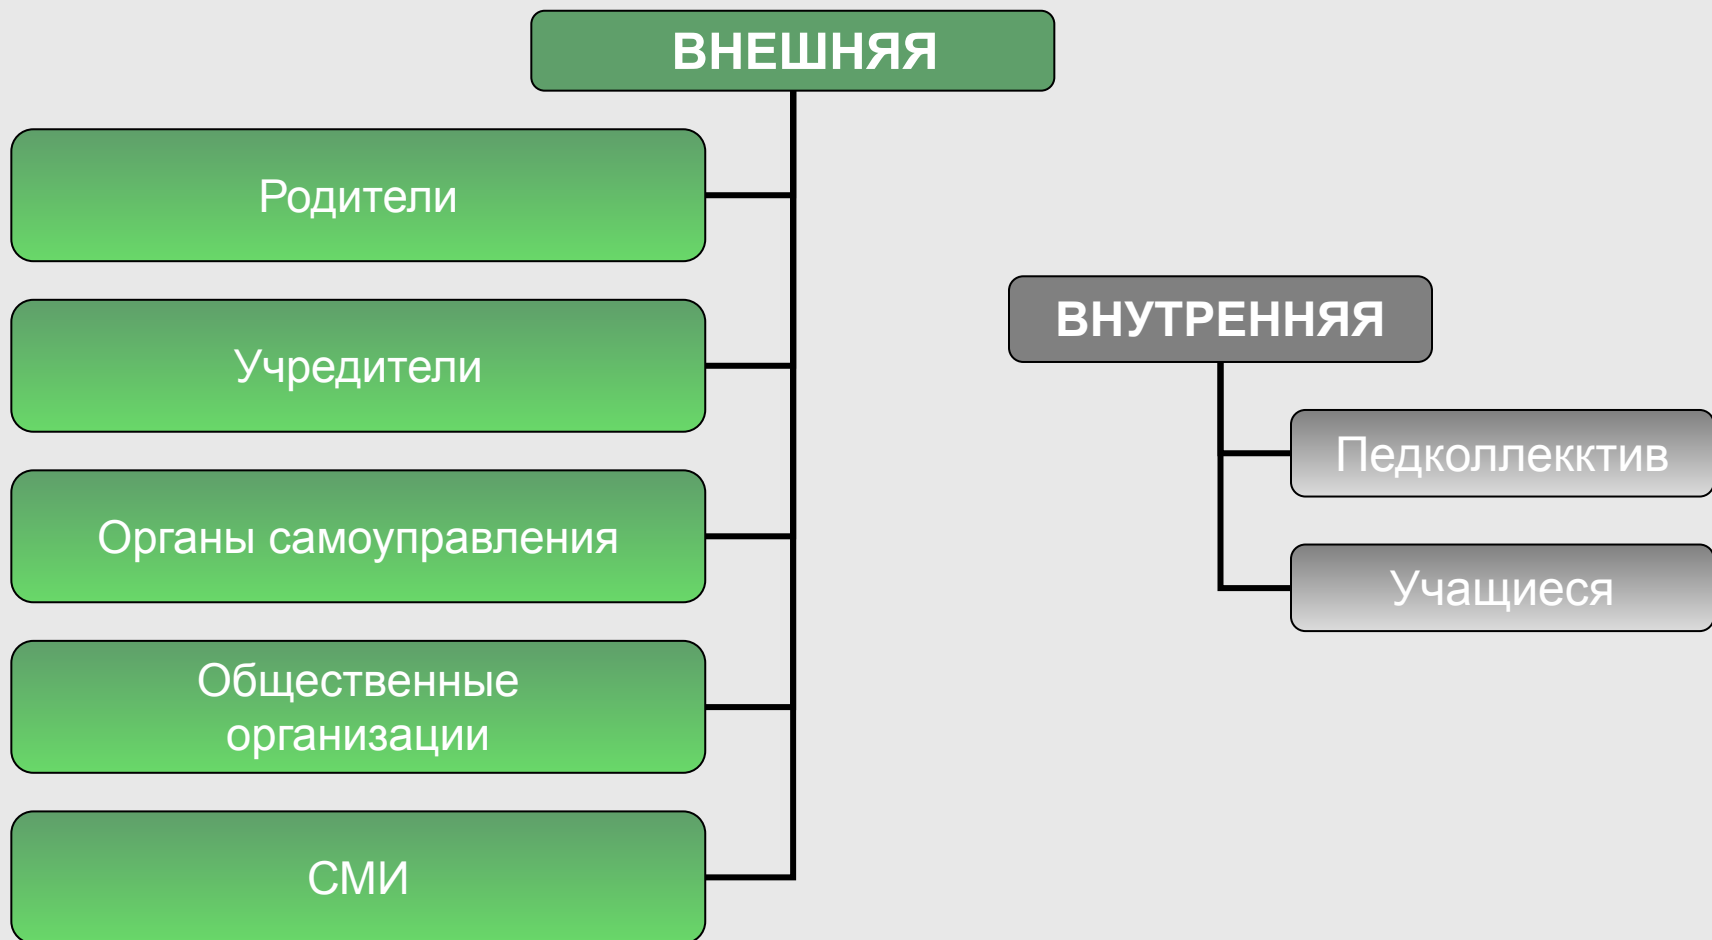 ВНЕШНЯЯ
Родители
Учредители
Органы самоуправления
Общественные
организации
СМИ
ВНУТРЕННЯЯ
Педколлекктив
Учащиеся